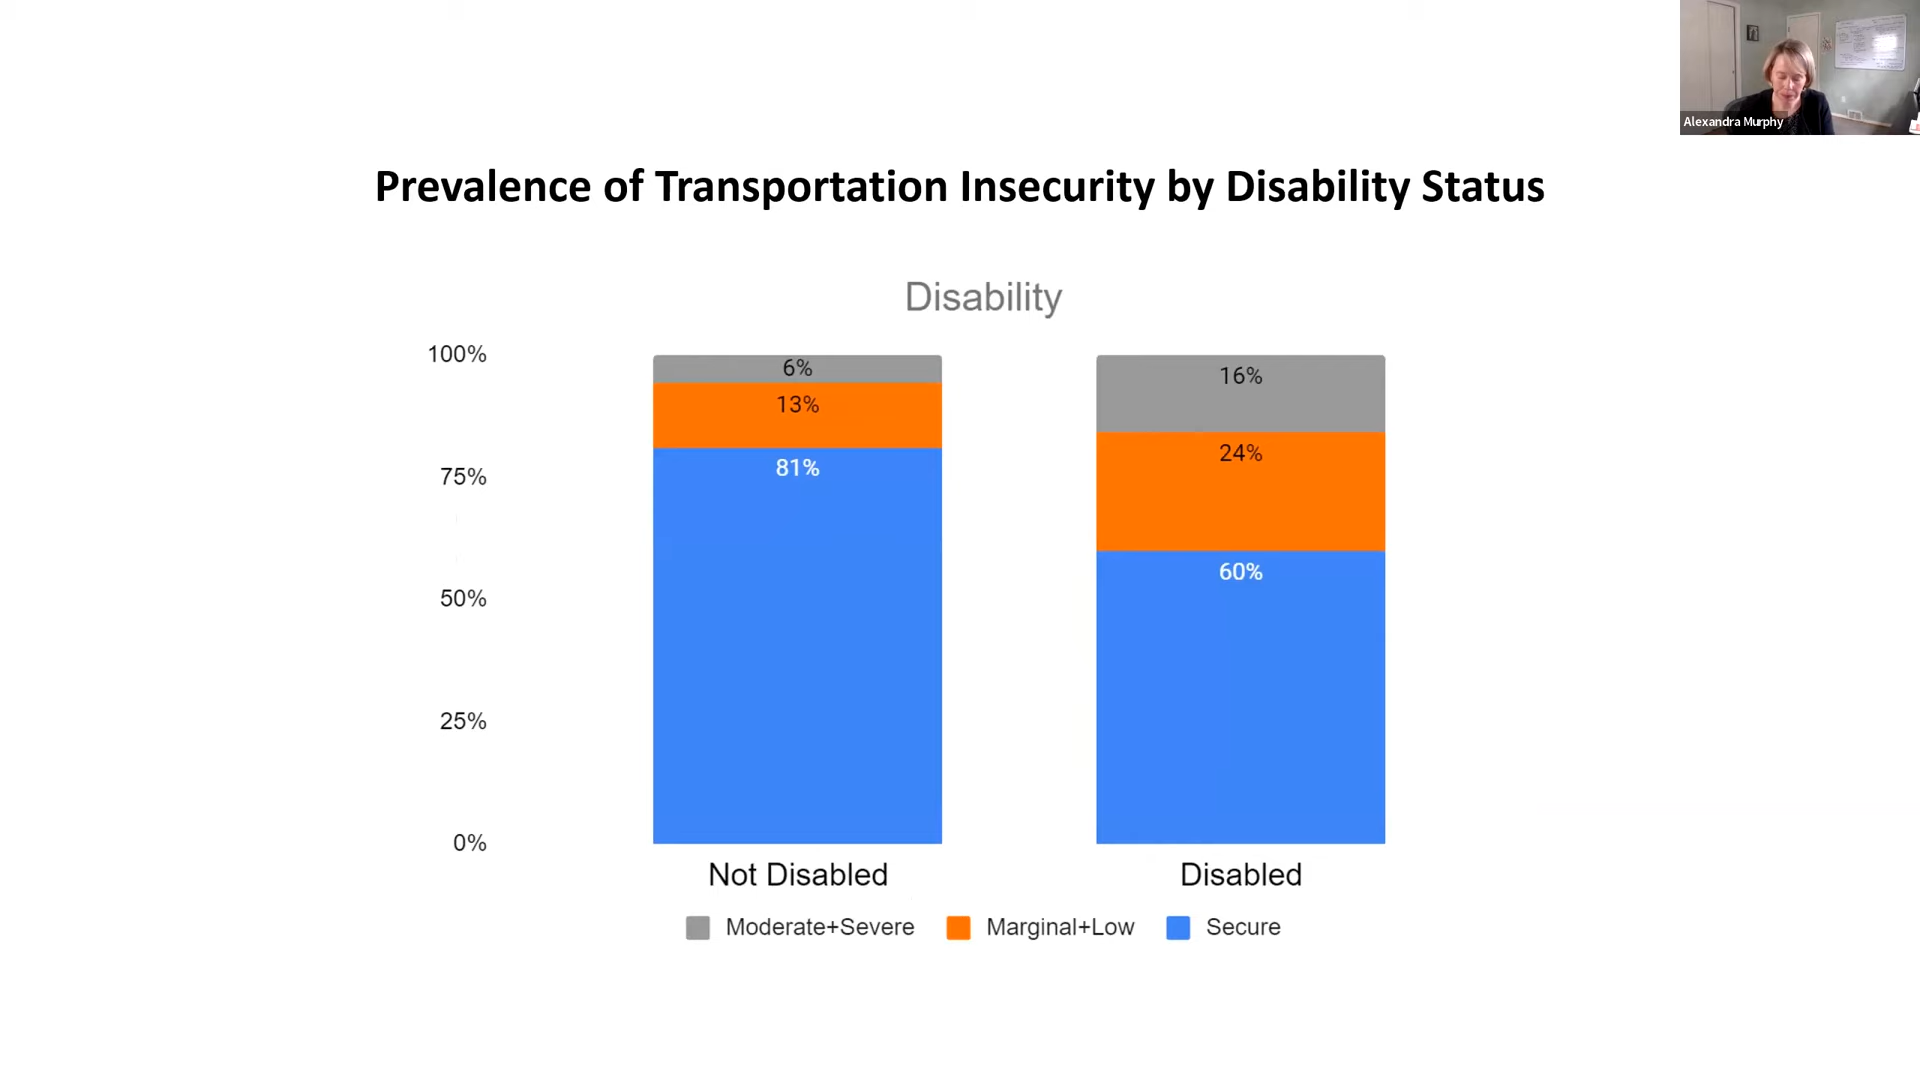 Alexandra Murphy
Prevalence of Transportation Insecurity by Disability Status
Disability
100%
75%
50%
25%
0%
6%
13%
81%
16%
24%
60%
Not Disabled
Disabled
Moderate+Severe
Marginal+Low
Secure